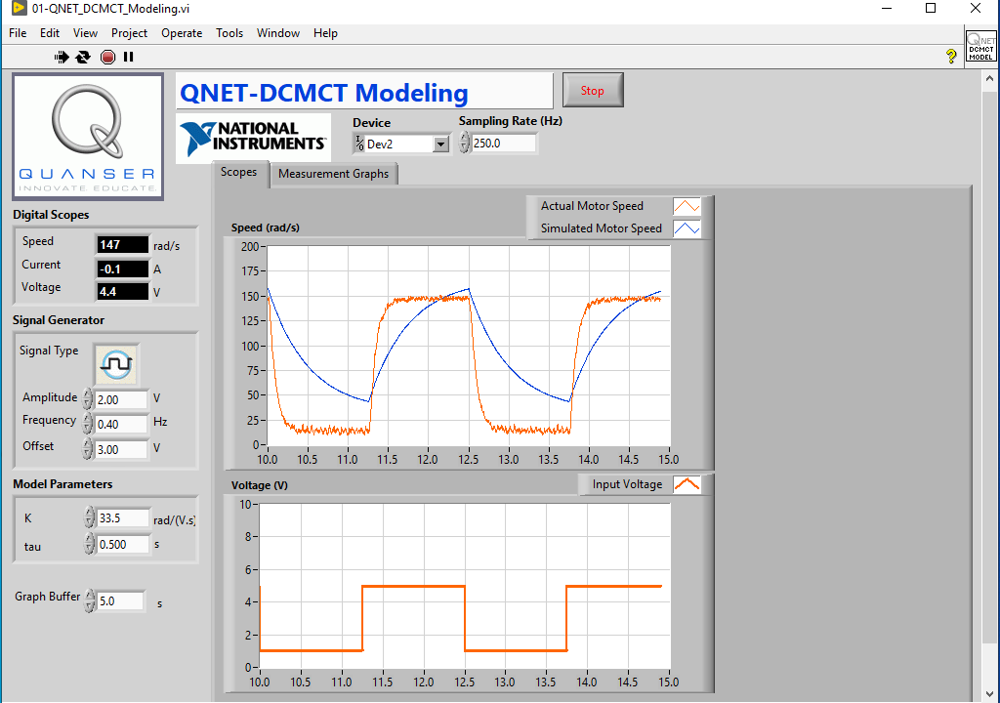 01-QNET_DCMCT_Modeling.vi
File Edit View Project Operate Tools Window Help
QNET
DCMCT
MODEL
QUANSER
INNOVATE. EDUCATE.
QNET-DCMCT Modeling
Stop
NATIONAL
INSTRUMENTS
Device
Dev2
Sampling Rate (Hz)
250.0
Scopes Measurement Graphs
Digital Scopes
Speed 147 rad/s
Current -0.1 A
Voltage 4.4 V
Signal Generator
Signal Type
Amplitude 2.00 V
Frequency 0.40 Hz
Offset 3.00 V
Model Parameters
K 33.5 rad/(V.s)
tau 0.500 s
Graph Buffer 5.0 s
Actual Motor Speed
Simulated Motor Speed
Speed (rad/s)
200
175
150
125
100
75
50
25
0
10.0 10.5 11.0 11.5 12.0 12.5 13.0 13.5 14.0 14.5 15.0
Voltage (V)
Input Voltage
10
8
6
4
2
0
10.0 10.5 11.0 11.5 12.0 12.5 13.0 13.5 14.0 14.5 15.0